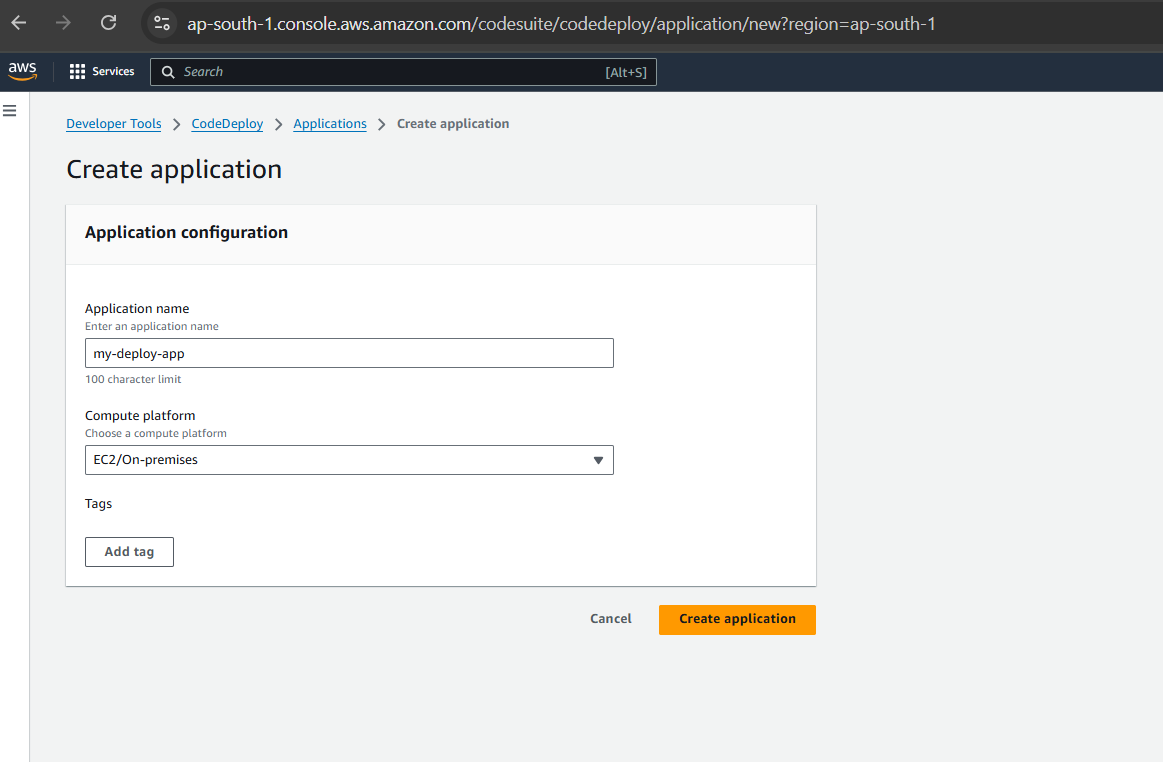 ap-south-1.console.aws.amazon.com/codesuite/codedeploy/application/new?region=ap-south-1
aws Services Search [Alt+S]
Developer Tools > CodeDeploy > Applications > Create application
Create application
Application configuration
Application name
Enter an application name
my-deploy-app
100 character limit
Compute platform
Choose a compute platform
EC2/On-premises
Tags
Add tag
Cancel Create application